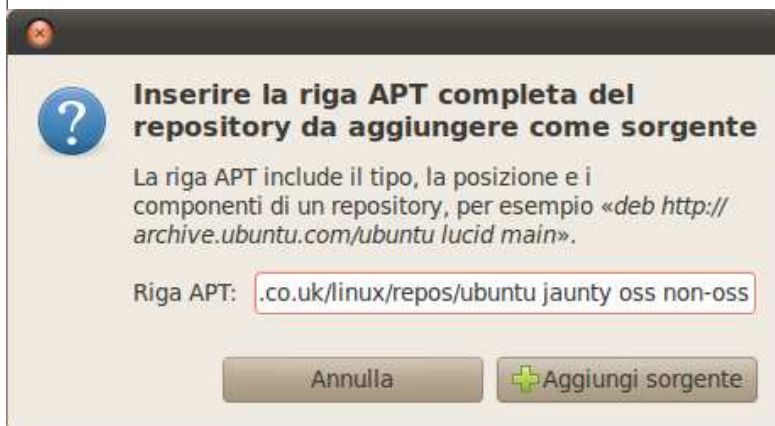 Inserire la riga APT completa del
repository da aggiungere come sorgente
La riga APT include il tipo, la posizione e i
componenti di un repository, per esempio «deb http://
archive.ubuntu.com/ubuntu lucid main».
Riga APT: .co.uk/linux/repos/ubuntu jaunty oss non-oss
Annulla Aggiungi sorgente